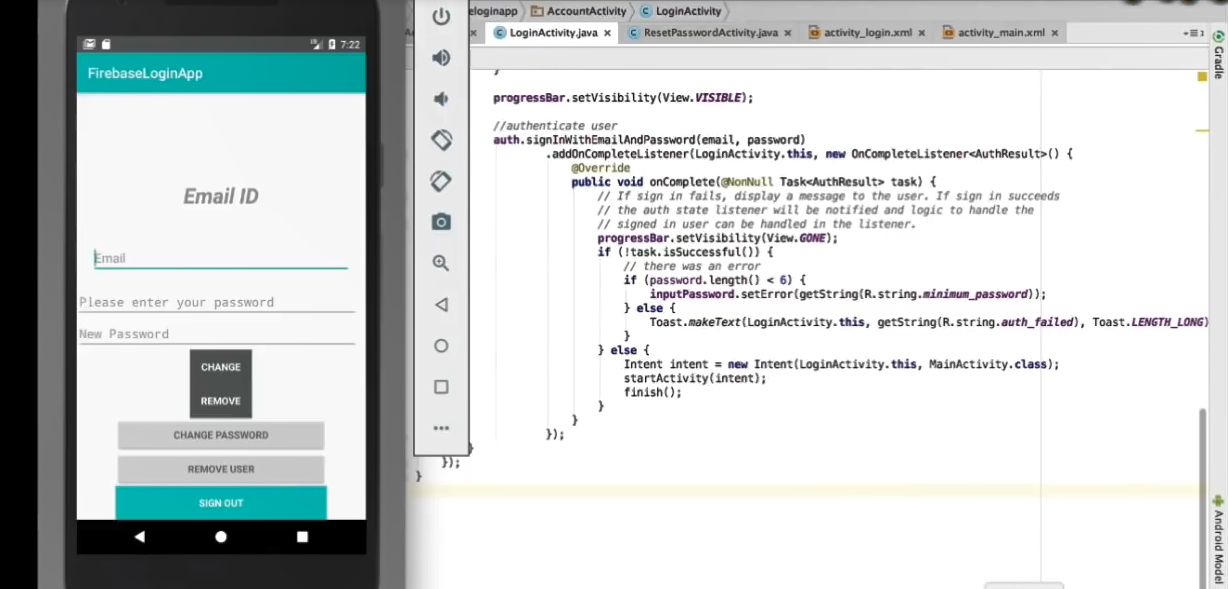 7:22
FirebaseLoginApp
Email ID
Email
Please enter your password
New Password
CHANGE
REMOVE
CHANGE PASSWORD
REMOVE USER
SIGN OUT
eloginapp AccountActivity LoginActivity
LoginActivity.java ResetPasswordActivity.java activity_login.xml activity_main.xml
}
progressBar.setVisibility(View.VISIBLE);
//authenticate user
auth.signInWithEmailAndPassword(email, password)
.addOnCompleteListener(LoginActivity.this, new OnCompleteListener<AuthResult>() {
@Override
public void onComplete(@NonNull Task<AuthResult> task) {
// If sign in fails, display a message to the user. If sign in succeeds
// the auth state listener will be notified and logic to handle the
// signed in user can be handled in the listener.
progressBar.setVisibility(View.GONE);
if (!task.isSuccessful()) {
// there was an error
if (password.length() < 6) {
inputPassword.setError(getString(R.string.minimum_password));
} else {
Toast.makeText(LoginActivity.this, getString(R.string.auth_failed), Toast.LENGTH_LONG)
}
} else {
Intent intent = new Intent(LoginActivity.this, MainActivity.class);
startActivity(intent);
finish();
}
}
});
}
});
}
Gradle
Android Model